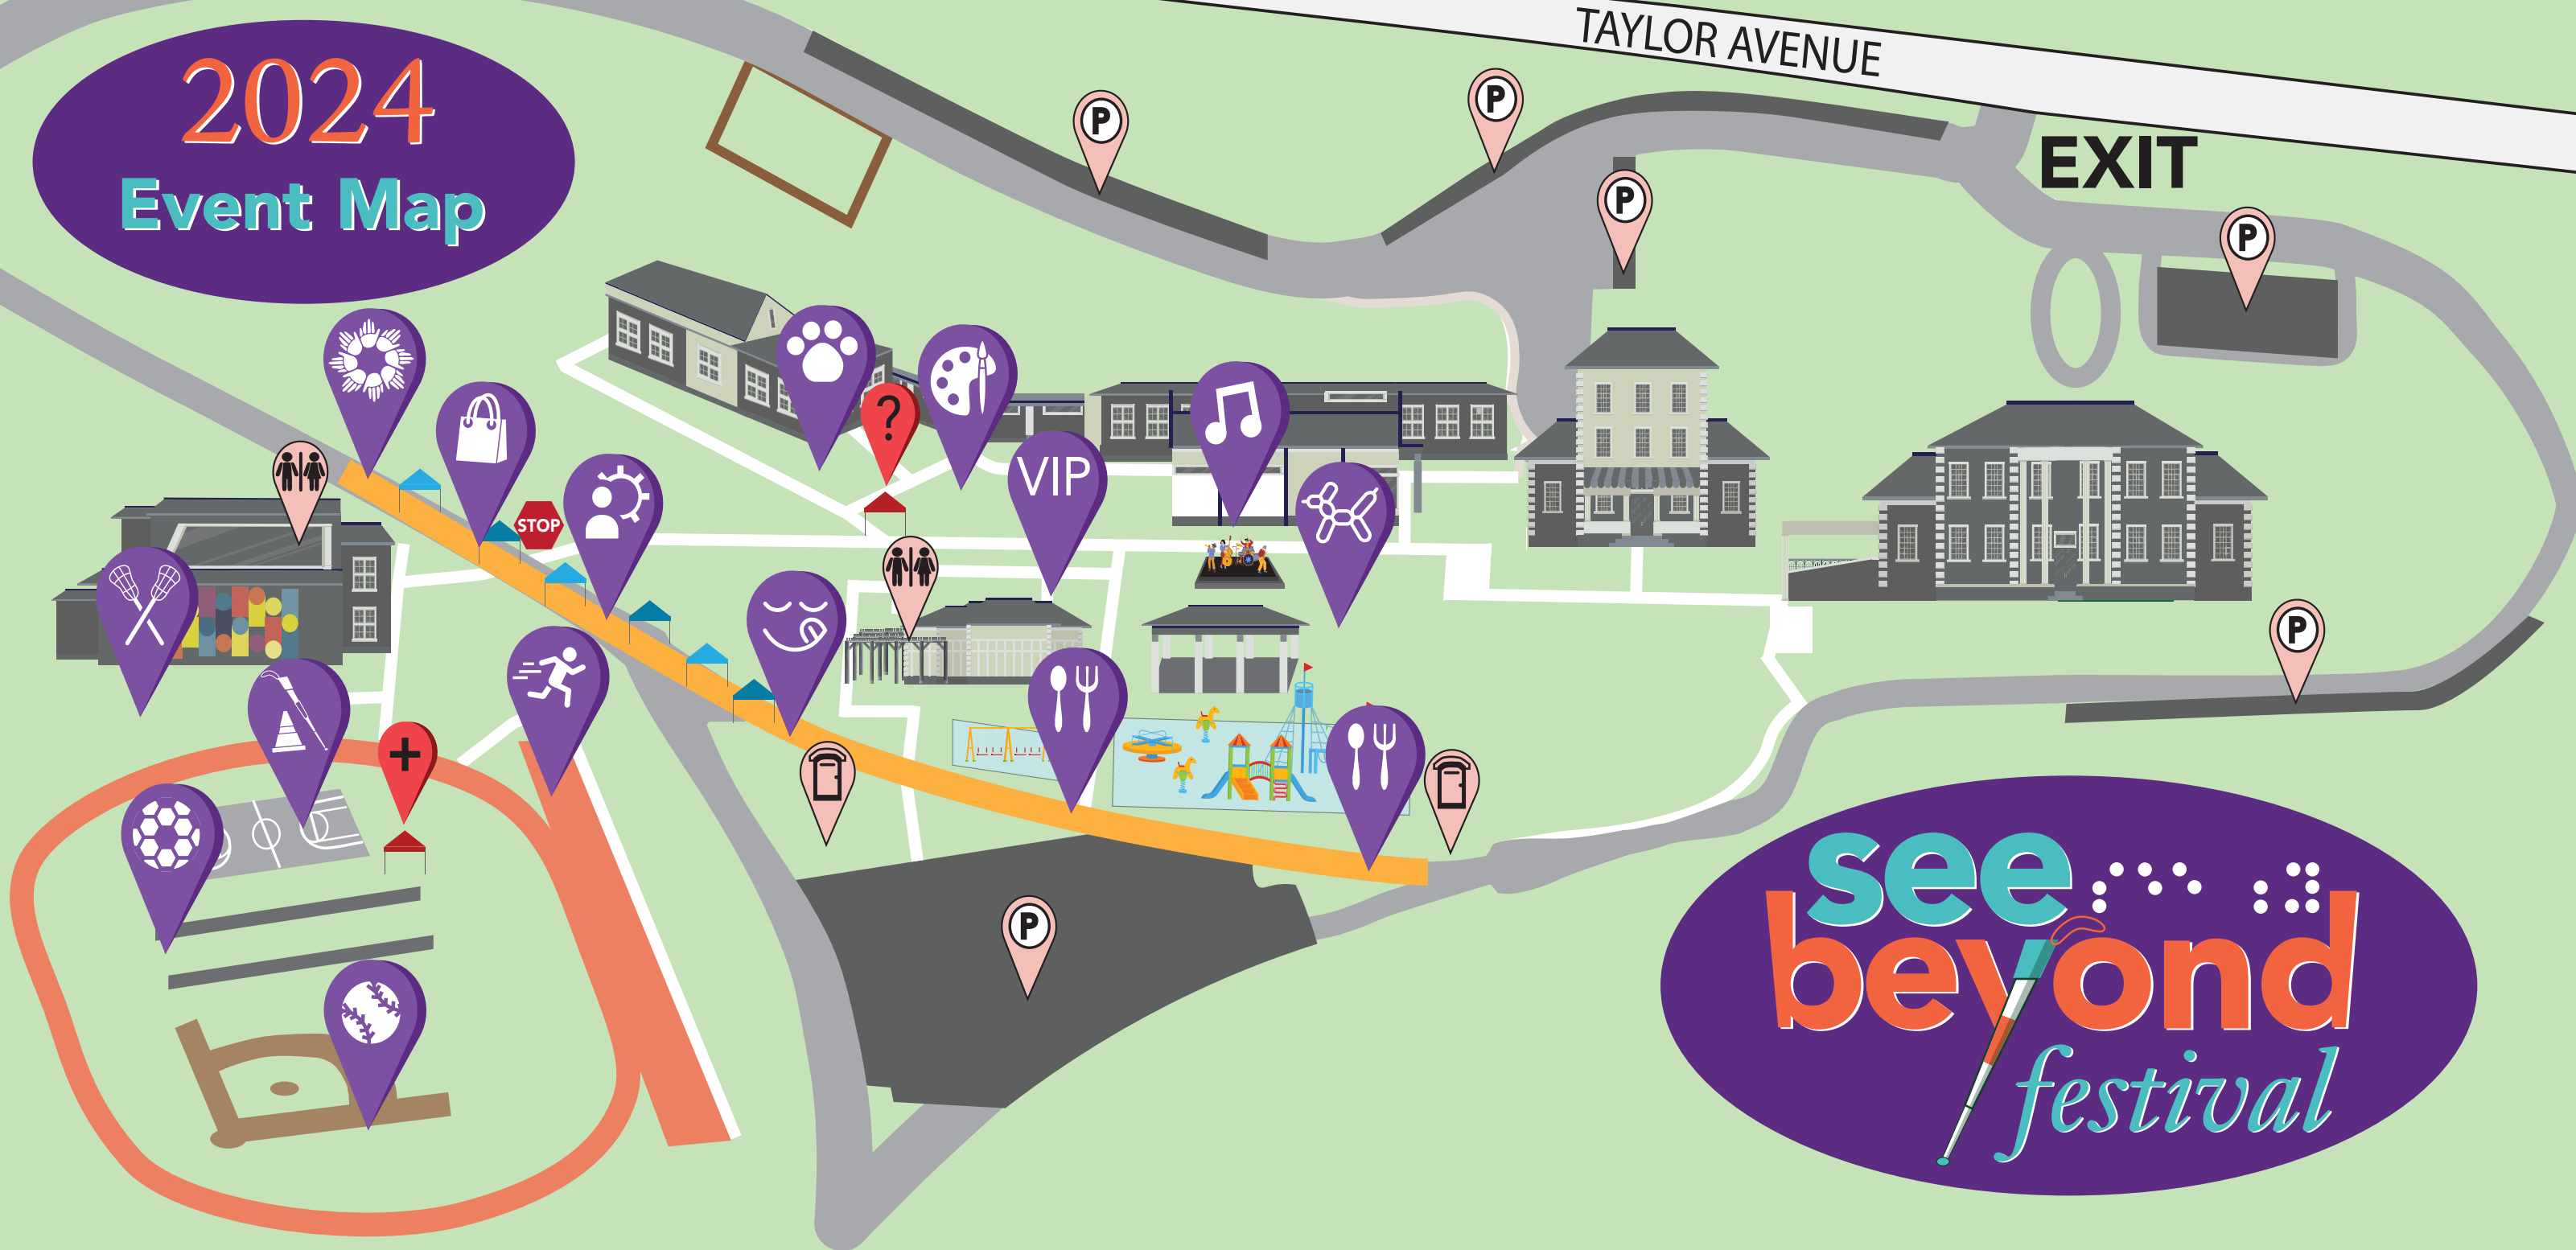 TAYLOR AVENUE
2024
Event Map
P
P
P
EXIT
P
?
VIP
STOP
P
+
P
see ⠎⠑⠑ ⠆⠽
beyond
festival